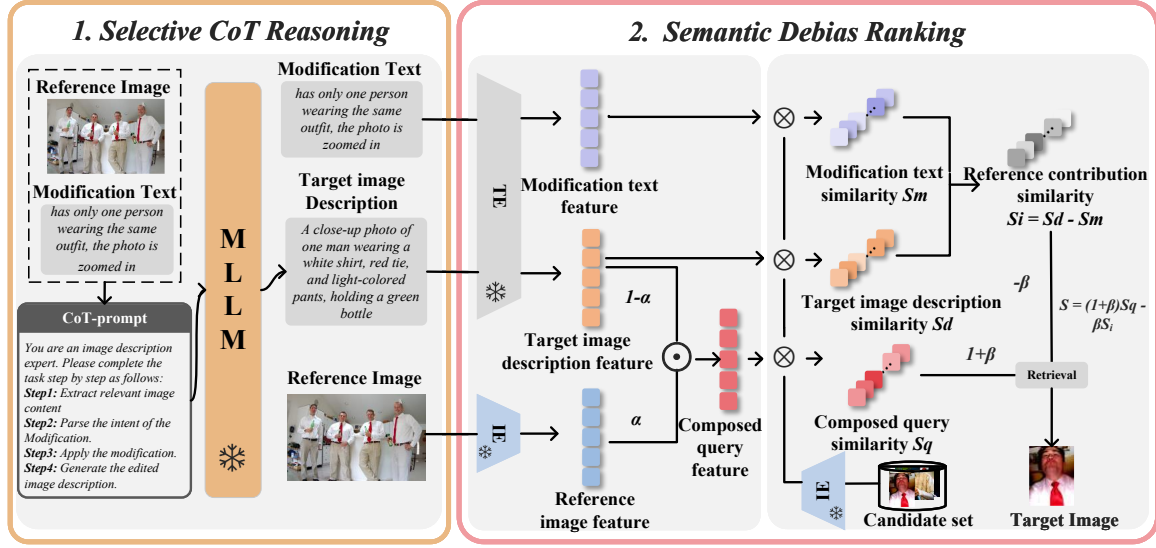 1. Selective CoT Reasoning
Reference Image
Modification Text
has only one person
wearing the same
outfit, the photo is
zoomed in
CoT-prompt
You are an image description
expert. Please complete the
task step by step as follows:
Step1: Extract relevant image
content
Step2: Parse the intent of the
Modification.
Step3: Apply the modification.
Step4: Generate the edited
image description.
MLLM
Modification Text
has only one person
wearing the same
outfit, the photo is
zoomed in
Target image
Description
A close-up photo of
one man wearing a
white shirt, red tie,
and light-colored
pants, holding a green
bottle
Reference Image
2. Semantic Debias Ranking
TE
IE
Modification text
feature
1-α
Target image
description feature
α
Reference
image feature
Composed
query
feature
Modification text
similarity Sm
Target image description
similarity Sd
1+β
Composed query
similarity Sq
IE
Candidate set
Reference contribution
similarity
Si = Sd - Sm
-β
S = (1+β)Sq -
βSi
Retrieval
Target Image